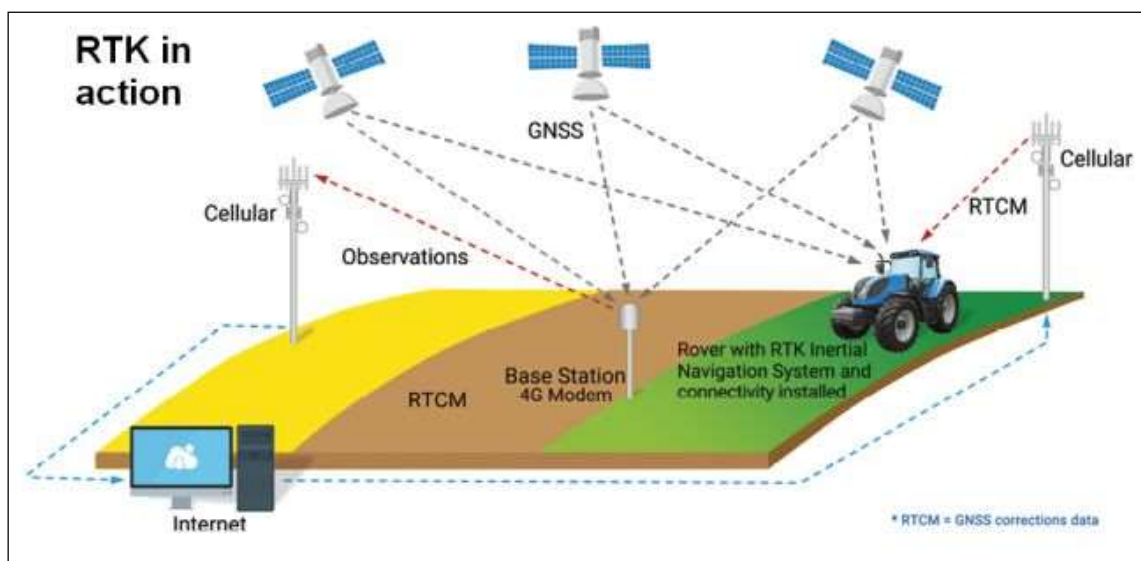 RTK in
action
GNSS
Cellular
Cellular
RTCM
Observations
Rover with RTK Inertial
Navigation System and
connectivity installed
Base Station
4G Modem
RTCM
Internet
* RTCM = GNSS corrections data